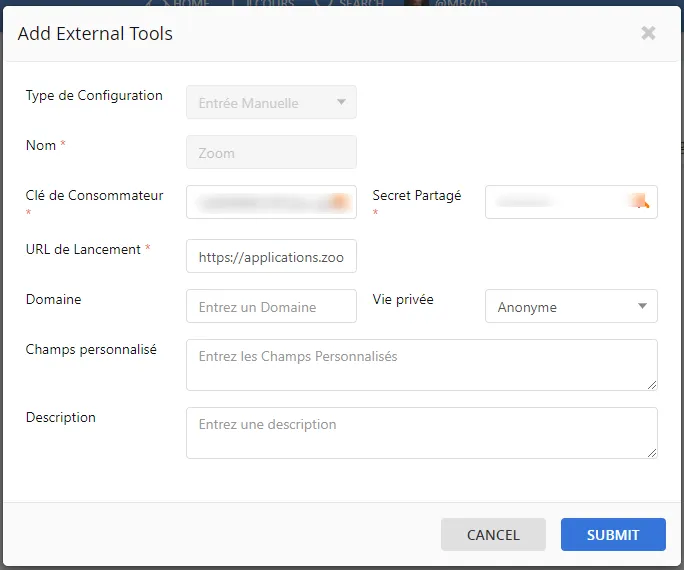 HOME COURS SEARCH @MB705
Add External Tools
Type de Configuration Entrée Manuelle
Nom * Zoom
Clé de Consommateur * Secret Partagé *
URL de Lancement * https://applications.zoo
Domaine Entrez un Domaine Vie privée Anonyme
Champs personnalisé Entrez les Champs Personnalisés
Description Entrez une description
CANCEL SUBMIT